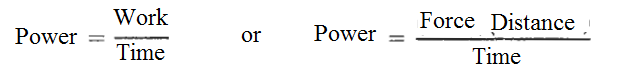 Power = Work / Time or Power = Force Distance / Time